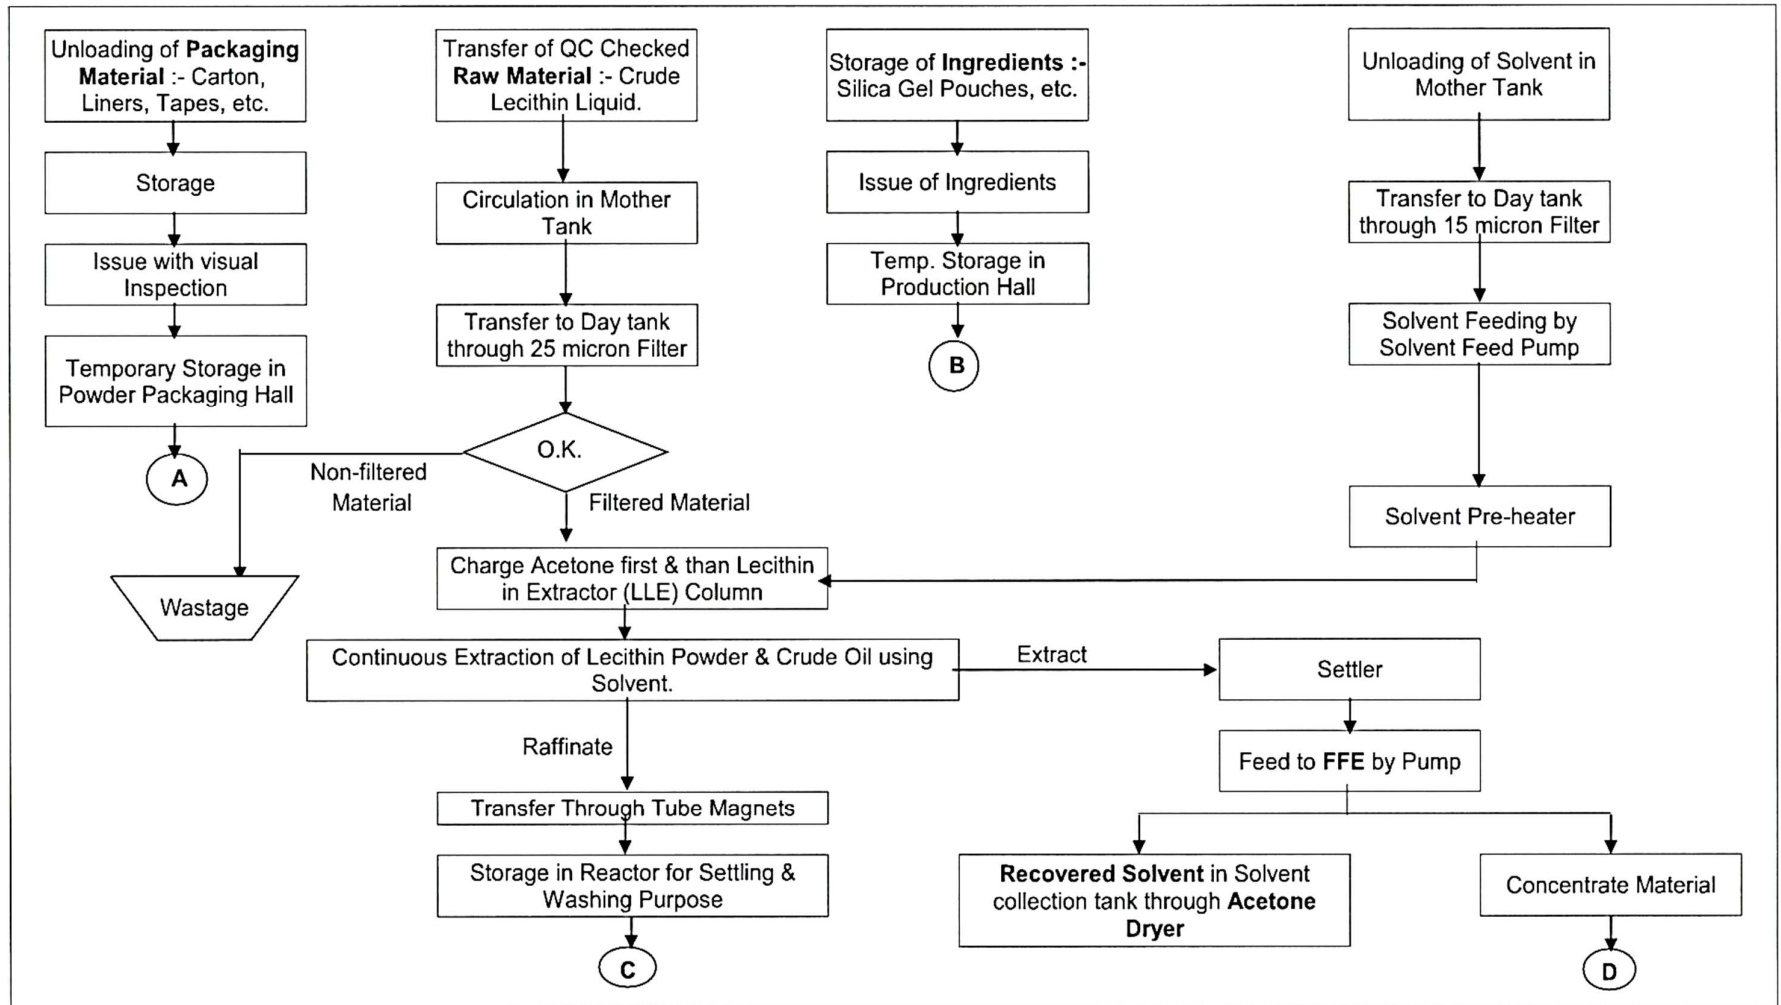 Unloading of Packaging
Material :- Carton,
Liners, Tapes, etc.
Storage
Issue with visual
Inspection
Temporary Storage in
Powder Packaging Hall
A
Transfer of QC Checked
Raw Material :- Crude
Lecithin Liquid.
Circulation in Mother
Tank
Transfer to Day tank
through 25 micron Filter
O.K.
Non-filtered
Material
Filtered Material
Wastage
Storage of Ingredients :-
Silica Gel Pouches, etc.
Issue of Ingredients
Temp. Storage in
Production Hall
B
Unloading of Solvent in
Mother Tank
Transfer to Day tank
through 15 micron Filter
Solvent Feeding by
Solvent Feed Pump
Solvent Pre-heater
Charge Acetone first & than Lecithin
in Extractor (LLE) Column
Continuous Extraction of Lecithin Powder & Crude Oil using
Solvent.
Extract
Settler
Feed to FFE by Pump
Raffinate
Transfer Through Tube Magnets
Storage in Reactor for Settling &
Washing Purpose
C
Recovered Solvent in Solvent
collection tank through Acetone
Dryer
Concentrate Material
D